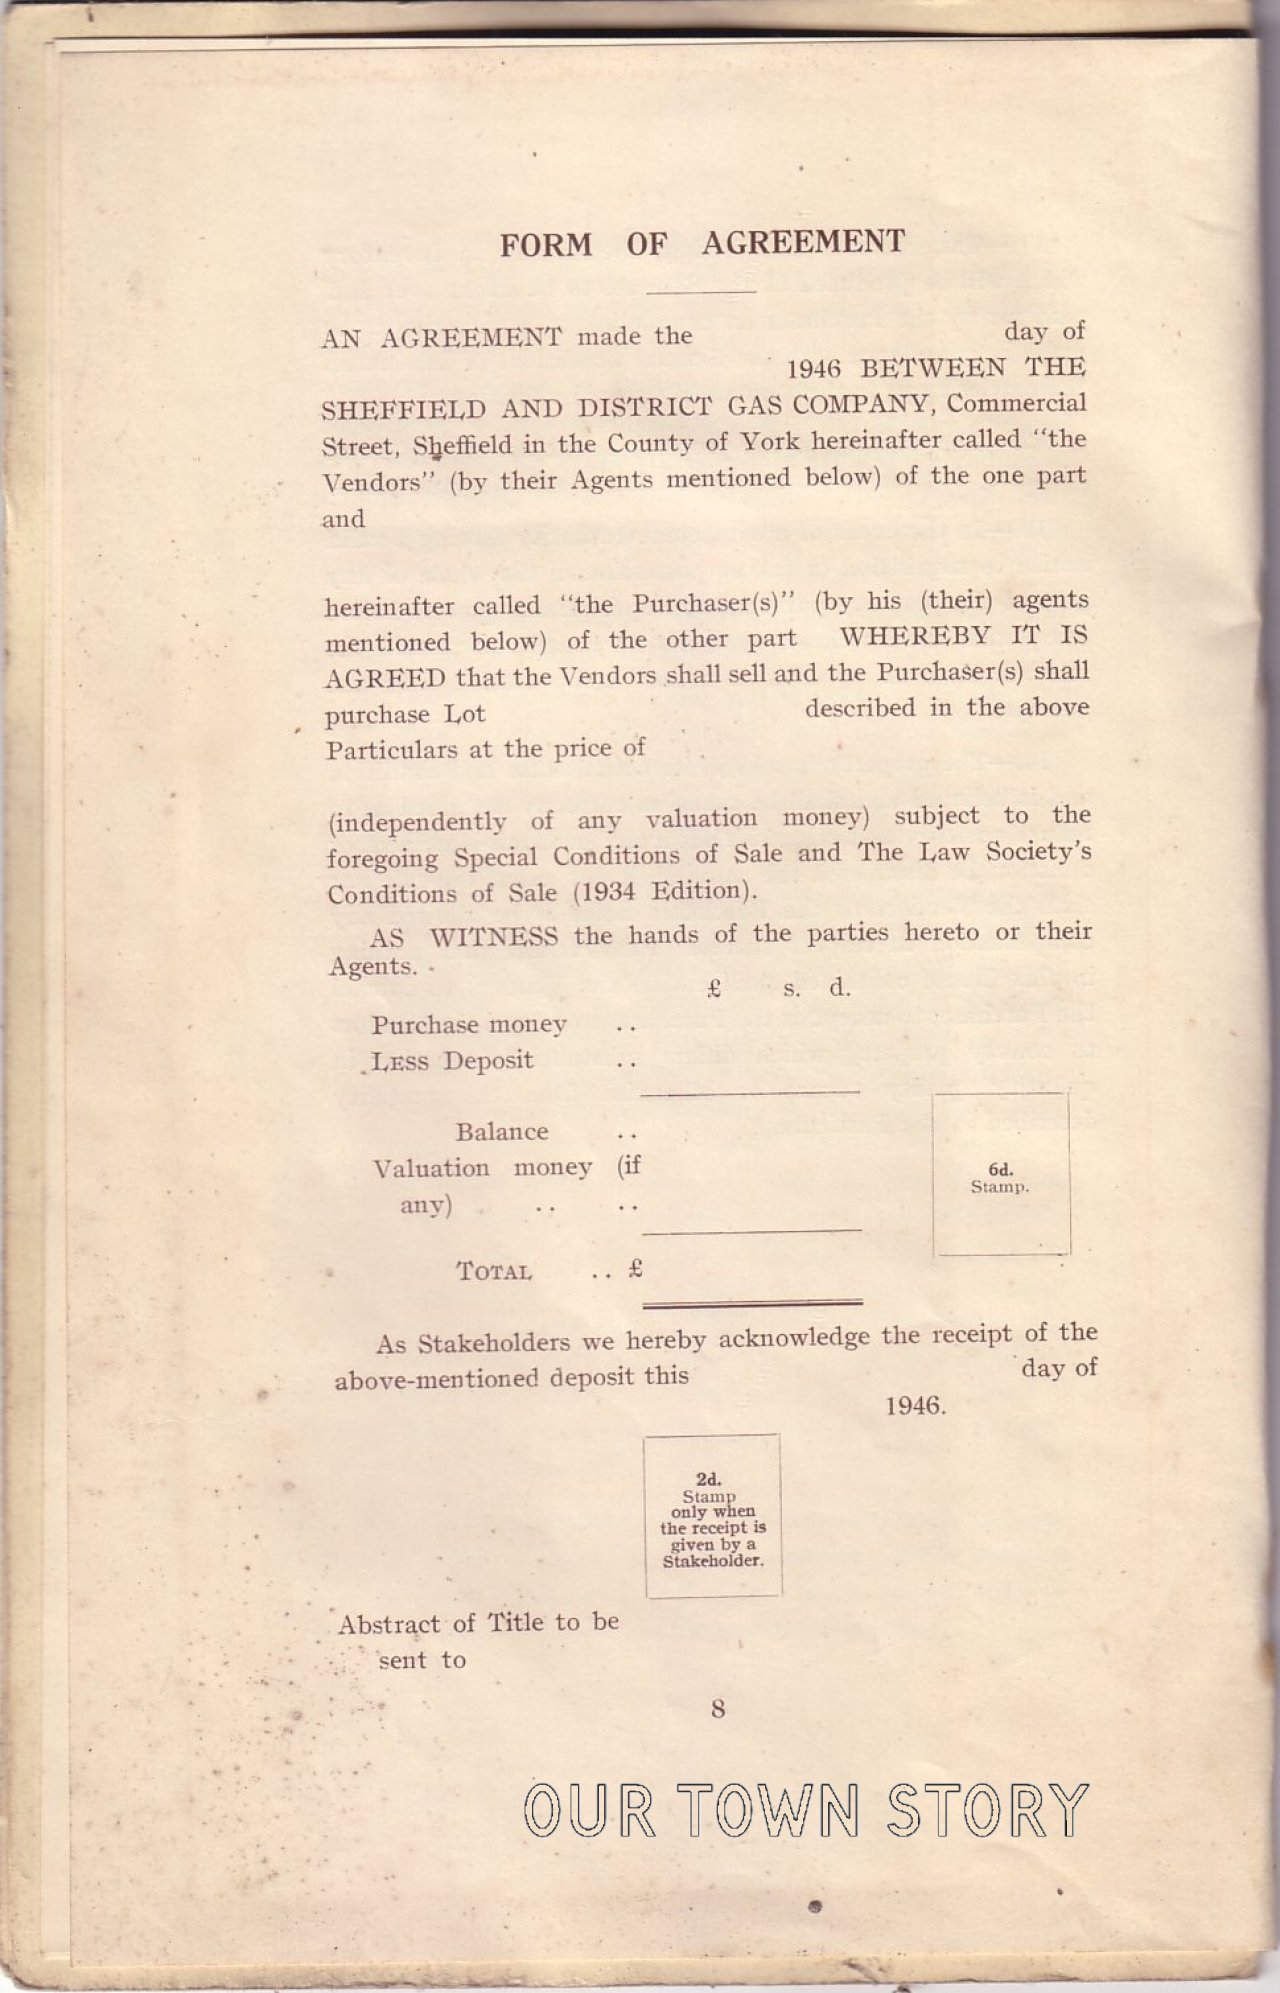 FORM OF AGREEMENT
AN AGREEMENT made the day of
1946 BETWEEN THE
SHEFFIELD AND DISTRICT GAS COMPANY, Commercial
Street, Sheffield in the County of York hereinafter called "the
Vendors" (by their Agents mentioned below) of the one part
and
hereinafter called "the Purchaser(s)" (by his (their) agents
mentioned below) of the other part WHEREBY IT IS
AGREED that the Vendors shall sell and the Purchaser(s) shall
purchase Lot described in the above
Particulars at the price of
(independently of any valuation money) subject to the
foregoing Special Conditions of Sale and The Law Society's
Conditions of Sale (1934 Edition).
AS WITNESS the hands of the parties hereto or their
Agents.
£ s. d.
Purchase money ..
LESS Deposit ..
Balance ..
Valuation money (if
any) .. ..
6d.
Stamp.
TOTAL .. £
As Stakeholders we hereby acknowledge the receipt of the
above-mentioned deposit this day of
1946.
2d.
Stamp
only when
the receipt is
given by a
Stakeholder.
Abstract of Title to be
sent to
8
OUR TOWN STORY